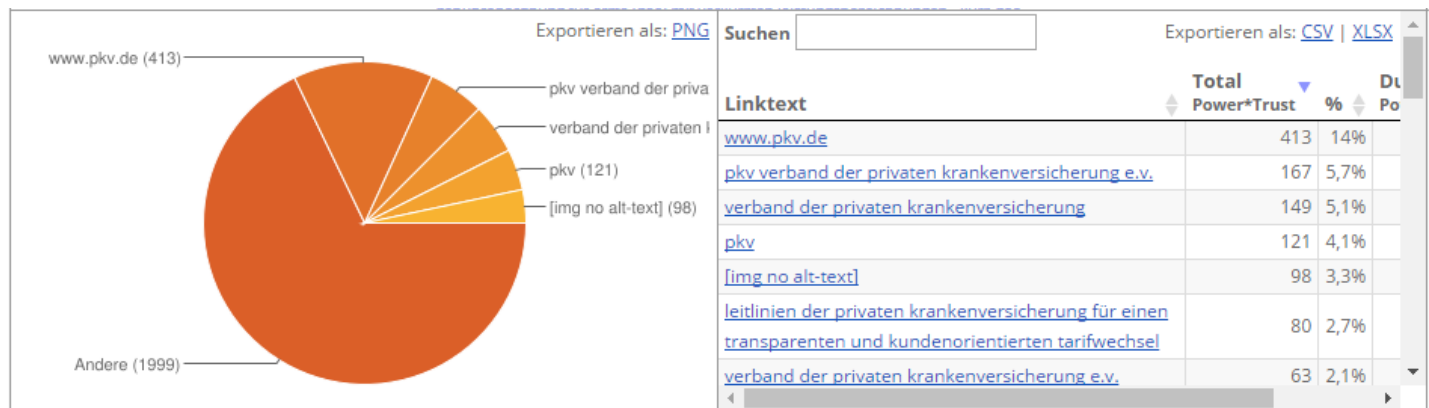 Exportieren als: PNG
www.pkv.de (413)
pkv verband der priva
verband der privaten
pkv (121)
[img no alt-text] (98)
Andere (1999)
Suchen
Exportieren als: CSV | XLSX
Linktext
Total
Power*Trust
%
Du
Po
www.pkv.de 413 14%
pkv verband der privaten krankenversicherung e.v. 167 5,7%
verband der privaten krankenversicherung 149 5,1%
pkv 121 4,1%
[img no alt-text] 98 3,3%
leitlinien der privaten krankenversicherung für einen
transparenten und kundenorientierten tarifwechsel 80 2,7%
verband der privaten krankenversicherung e.v. 63 2,1%